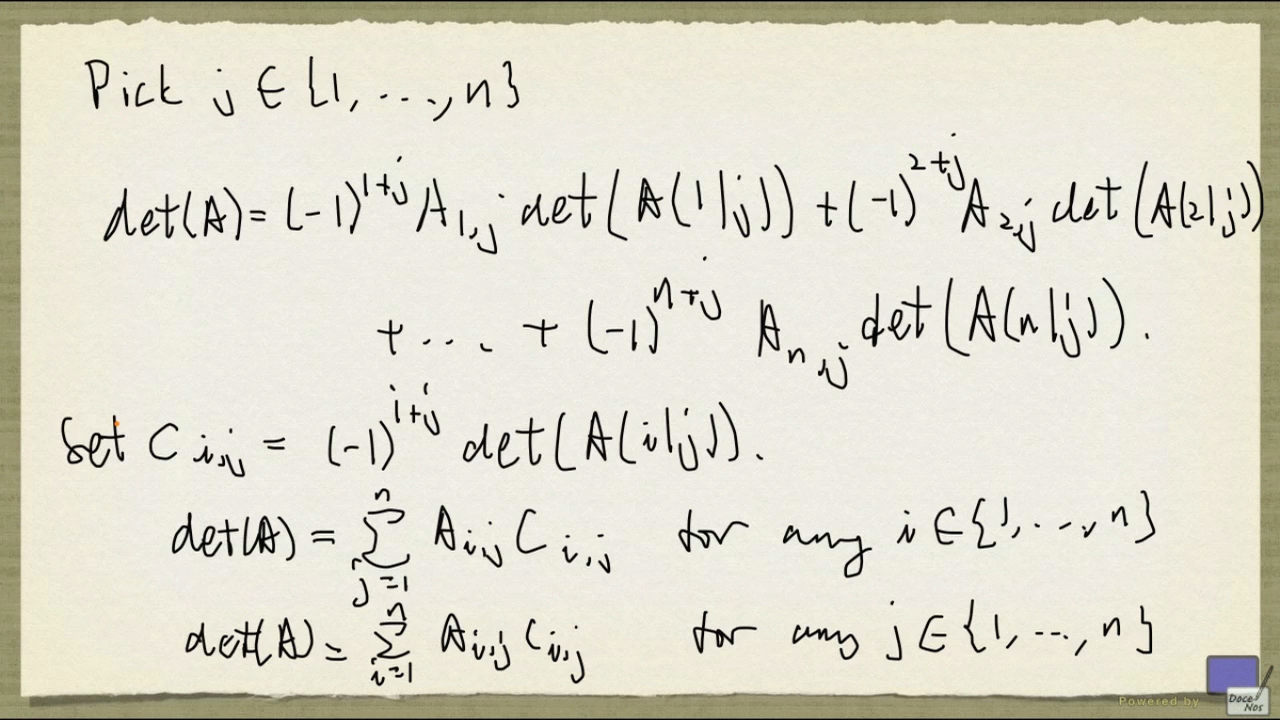 Pick j ∈ {1, ..., n}
det(A) = (-1)^{1+j} A_{1,j} det(A(1|j)) + (-1)^{2+j} A_{2,j} det(A(2|j))
+ ... + (-1)^{n+j} A_{n,j} det(A(n|j)).
Set C_{i,j} = (-1)^{i+j} det(A(i|j)).
det(A) = ∑_{j=1}^{n} A_{i,j} C_{i,j} for any i ∈ {1, ..., n}
det(A) = ∑_{i=1}^{n} A_{i,j} C_{i,j} for any j ∈ {1, ..., n}
Powered by
Doce
Nos